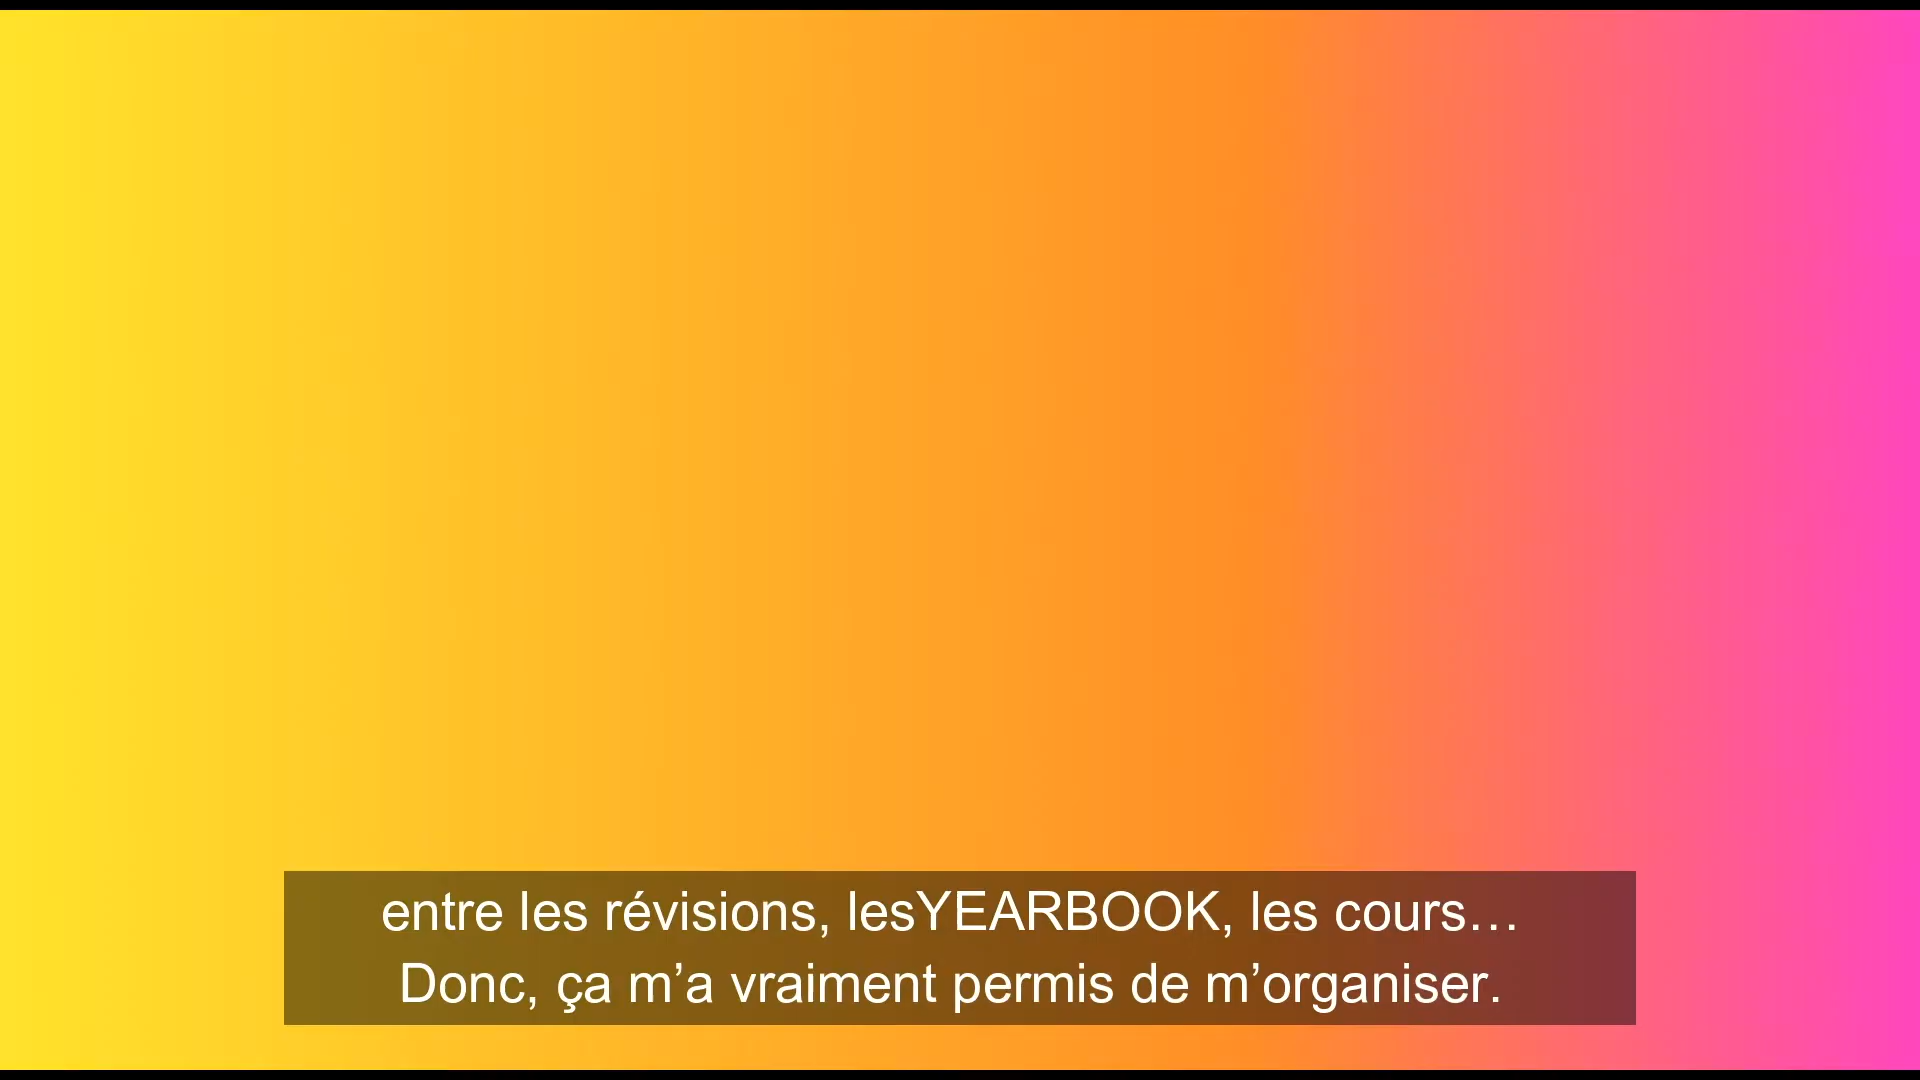 entre les révisions, lesYEARBOOK, les cours…
Donc, ça m’a vraiment permis de m’organiser.